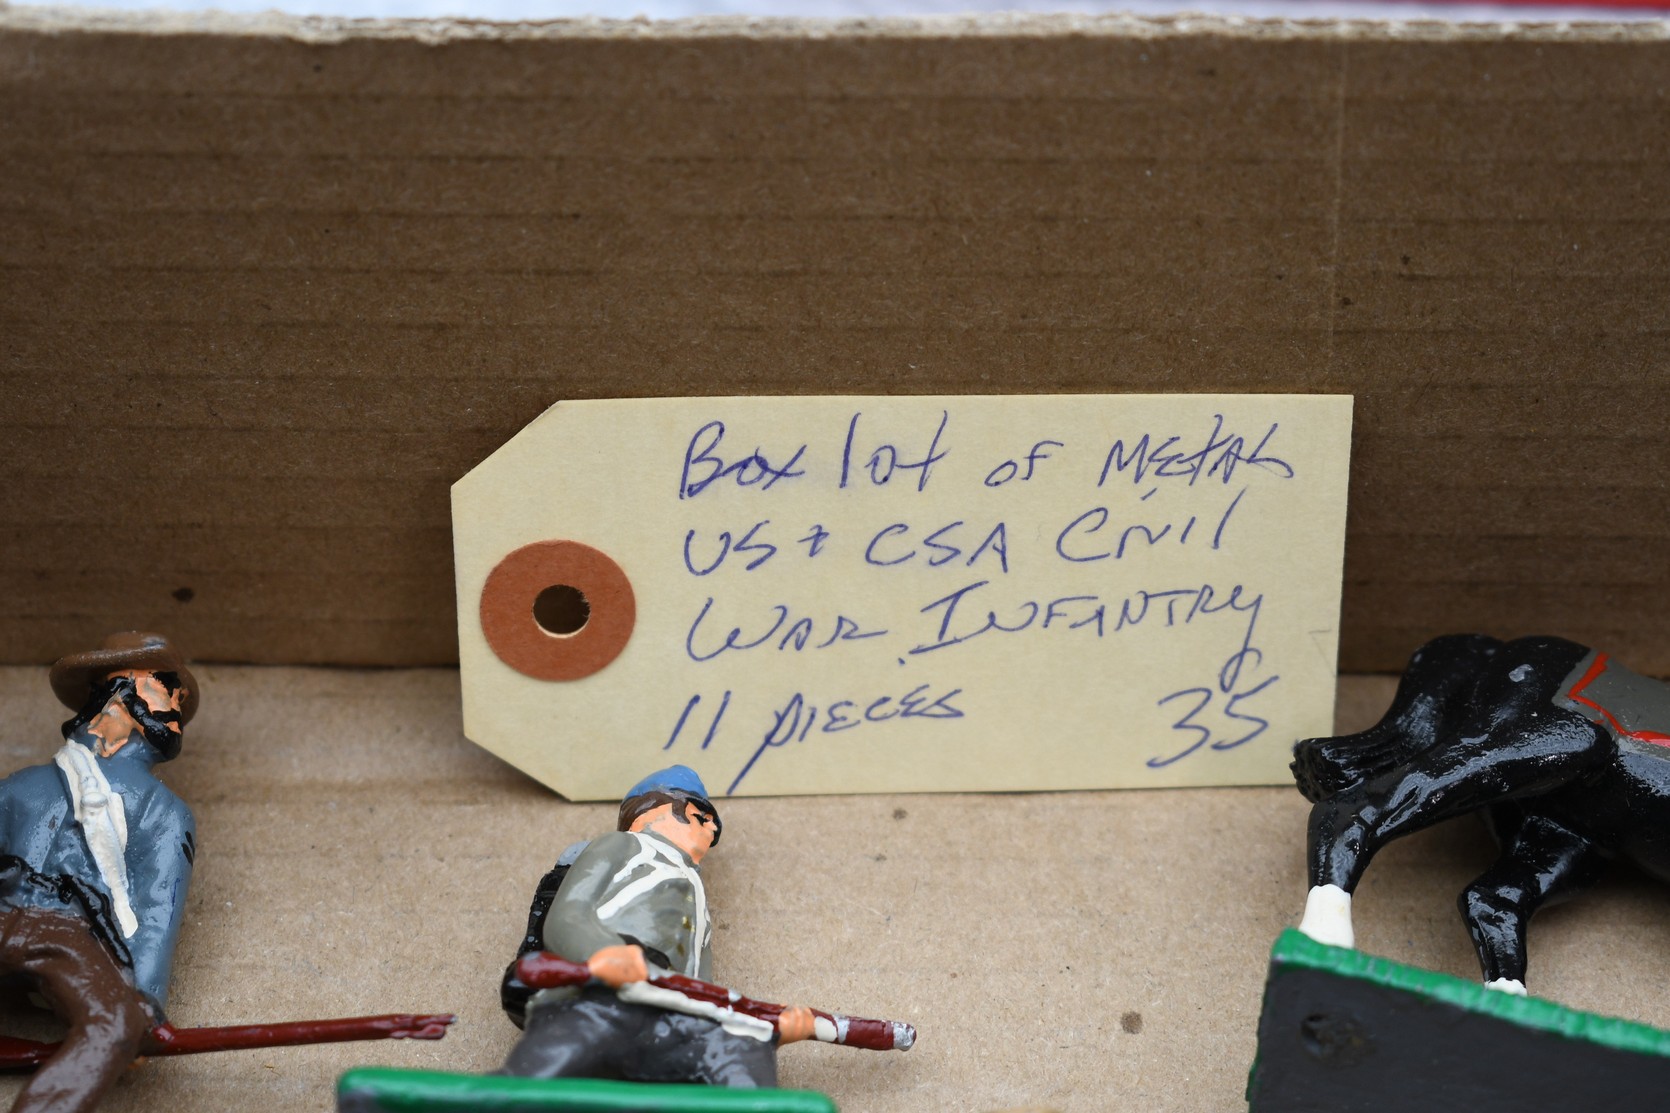 Box lot of METAL
US + CSA CIVIL
WAR INFANTRY
11 PIECES 35